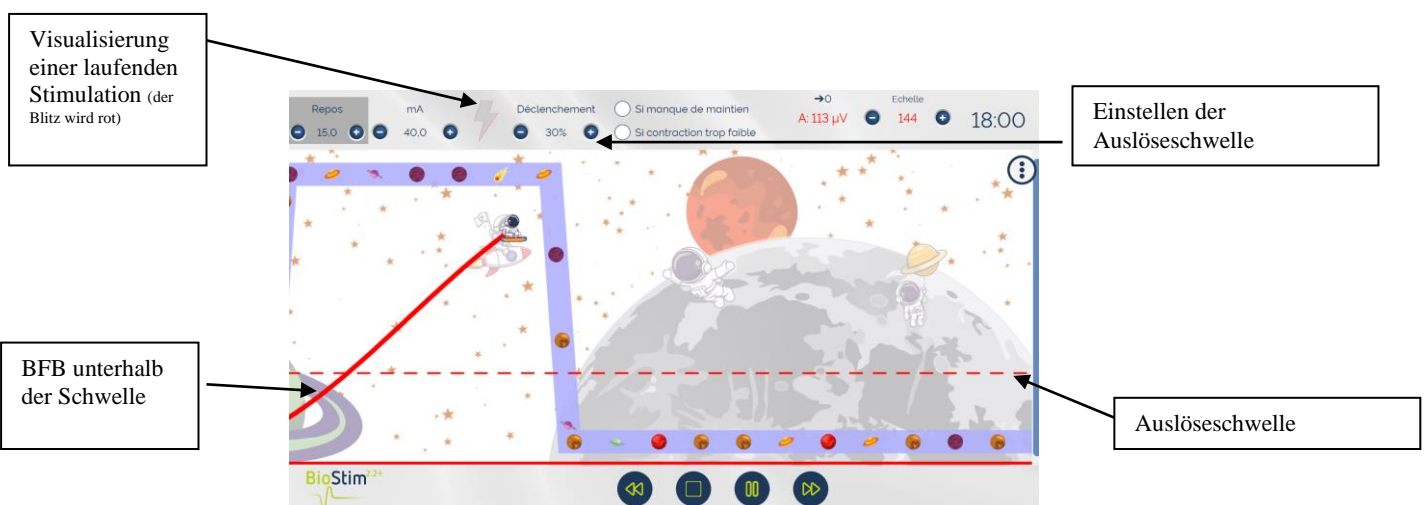 Visualisierung
einer laufenden
Stimulation (der
Blitz wird rot)
Repos
15.0
mA
40.0
Déclenchement
30%
Si manque de maintien
Si contraction trop faible
→0
A: 113 µV
Echelle
144
18:00
Einstellen der
Auslöseschwelle
BFB unterhalb
der Schwelle
Auslöseschwelle
BioStim 2.2+